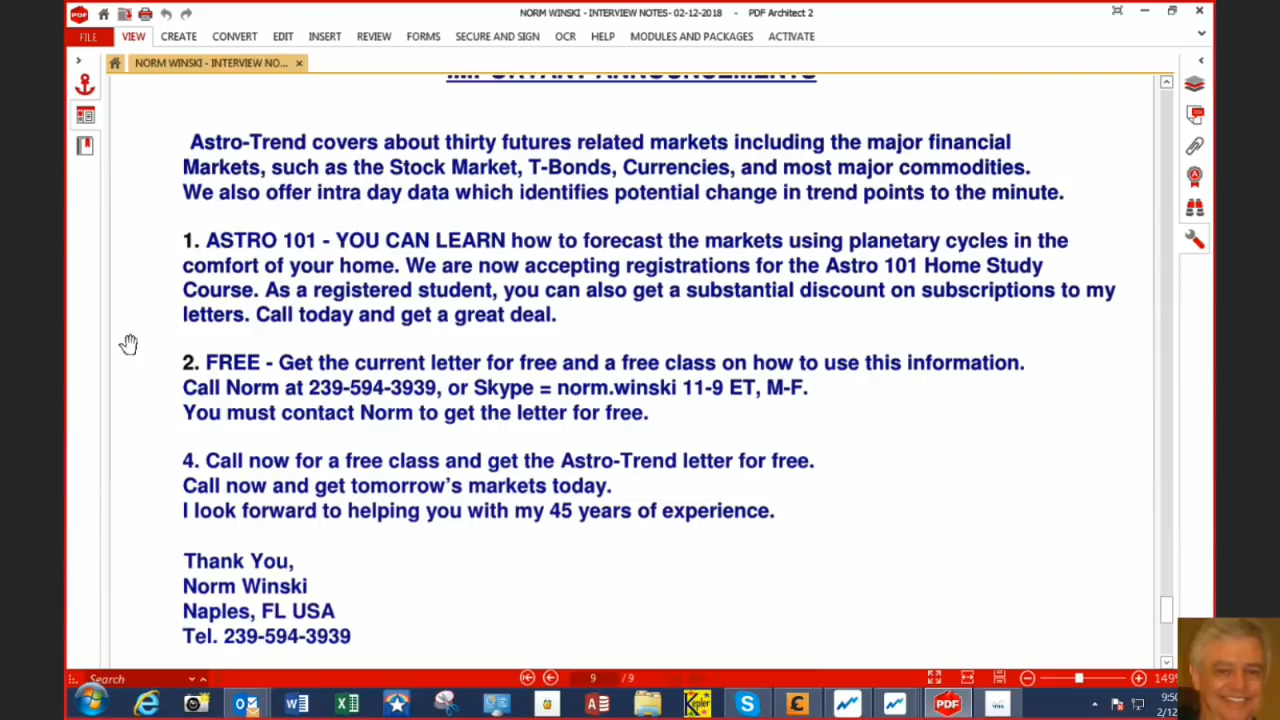 NORM WINSKI - INTERVIEW NOTES- 02-12-2018 - PDF Architect 2
FILE VIEW CREATE CONVERT EDIT INSERT REVIEW FORMS SECURE AND SIGN OCR HELP MODULES AND PACKAGES ACTIVATE
NORM WINSKI - INTERVIEW NO... ×
IMPORTANT ANNOUNCEMENTS
Astro-Trend covers about thirty futures related markets including the major financial
Markets, such as the Stock Market, T-Bonds, Currencies, and most major commodities.
We also offer intra day data which identifies potential change in trend points to the minute.
1. ASTRO 101 - YOU CAN LEARN how to forecast the markets using planetary cycles in the
comfort of your home. We are now accepting registrations for the Astro 101 Home Study
Course. As a registered student, you can also get a substantial discount on subscriptions to my
letters. Call today and get a great deal.
2. FREE - Get the current letter for free and a free class on how to use this information.
Call Norm at 239-594-3939, or Skype = norm.winski 11-9 ET, M-F.
You must contact Norm to get the letter for free.
4. Call now for a free class and get the Astro-Trend letter for free.
Call now and get tomorrow's markets today.
I look forward to helping you with my 45 years of experience.
Thank You,
Norm Winski
Naples, FL USA
Tel. 239-594-3939
Search 9 / 9 149%
Kepler PDF
9:50
2/12